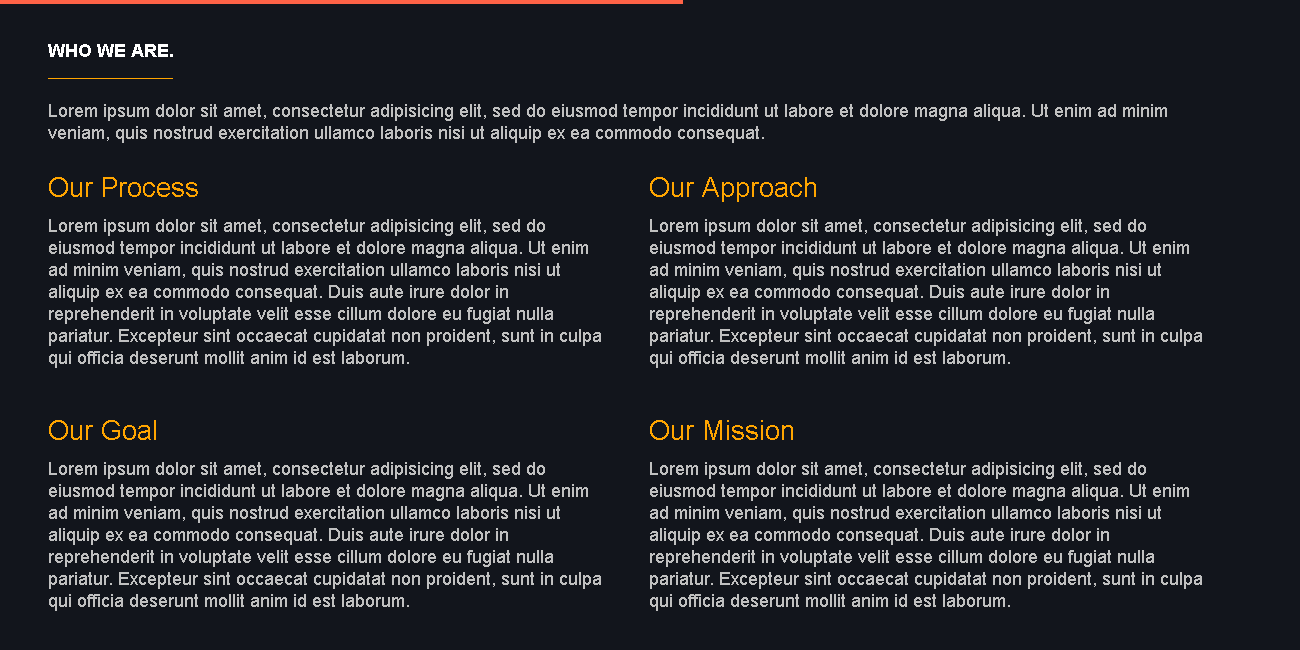 WHO WE ARE.
Lorem ipsum dolor sit amet, consectetur adipisicing elit, sed do eiusmod tempor incididunt ut labore et dolore magna aliqua. Ut enim ad minim
veniam, quis nostrud exercitation ullamco laboris nisi ut aliquip ex ea commodo consequat.
Our Process
Lorem ipsum dolor sit amet, consectetur adipisicing elit, sed do
eiusmod tempor incididunt ut labore et dolore magna aliqua. Ut enim
ad minim veniam, quis nostrud exercitation ullamco laboris nisi ut
aliquip ex ea commodo consequat. Duis aute irure dolor in
reprehenderit in voluptate velit esse cillum dolore eu fugiat nulla
pariatur. Excepteur sint occaecat cupidatat non proident, sunt in culpa
qui officia deserunt mollit anim id est laborum.
Our Approach
Lorem ipsum dolor sit amet, consectetur adipisicing elit, sed do
eiusmod tempor incididunt ut labore et dolore magna aliqua. Ut enim
ad minim veniam, quis nostrud exercitation ullamco laboris nisi ut
aliquip ex ea commodo consequat. Duis aute irure dolor in
reprehenderit in voluptate velit esse cillum dolore eu fugiat nulla
pariatur. Excepteur sint occaecat cupidatat non proident, sunt in culpa
qui officia deserunt mollit anim id est laborum.
Our Goal
Lorem ipsum dolor sit amet, consectetur adipisicing elit, sed do
eiusmod tempor incididunt ut labore et dolore magna aliqua. Ut enim
ad minim veniam, quis nostrud exercitation ullamco laboris nisi ut
aliquip ex ea commodo consequat. Duis aute irure dolor in
reprehenderit in voluptate velit esse cillum dolore eu fugiat nulla
pariatur. Excepteur sint occaecat cupidatat non proident, sunt in culpa
qui officia deserunt mollit anim id est laborum.
Our Mission
Lorem ipsum dolor sit amet, consectetur adipisicing elit, sed do
eiusmod tempor incididunt ut labore et dolore magna aliqua. Ut enim
ad minim veniam, quis nostrud exercitation ullamco laboris nisi ut
aliquip ex ea commodo consequat. Duis aute irure dolor in
reprehenderit in voluptate velit esse cillum dolore eu fugiat nulla
pariatur. Excepteur sint occaecat cupidatat non proident, sunt in culpa
qui officia deserunt mollit anim id est laborum.